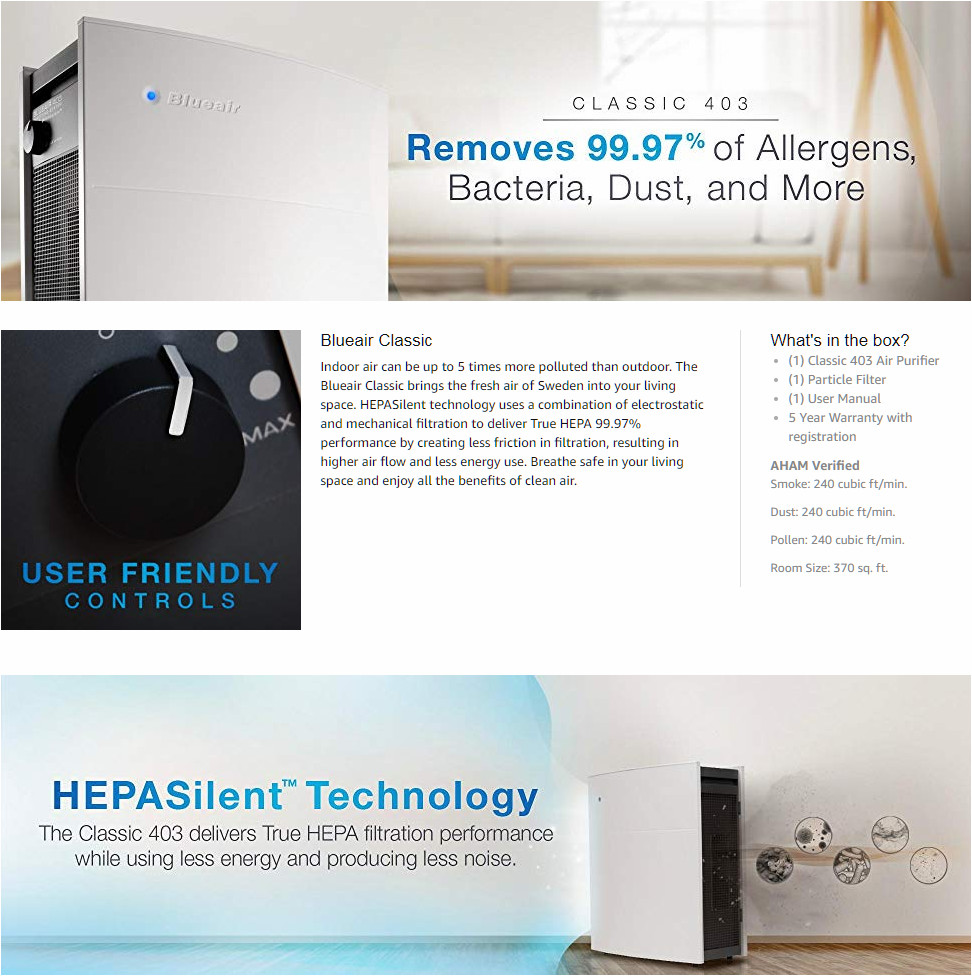 Blueair
CLASSIC 403
Removes 99.97% of Allergens,
Bacteria, Dust, and More
MAX
USER FRIENDLY
CONTROLS
Blueair Classic
Indoor air can be up to 5 times more polluted than outdoor. The
Blueair Classic brings the fresh air of Sweden into your living
space. HEPASilent technology uses a combination of electrostatic
and mechanical filtration to deliver True HEPA 99.97%
performance by creating less friction in filtration, resulting in
higher air flow and less energy use. Breathe safe in your living
space and enjoy all the benefits of clean air.
What's in the box?
• (1) Classic 403 Air Purifier
• (1) Particle Filter
• (1) User Manual
• 5 Year Warranty with
registration
AHAM Verified
Smoke: 240 cubic ft/min.
Dust: 240 cubic ft/min.
Pollen: 240 cubic ft/min.
Room Size: 370 sq. ft.
HEPASilent™ Technology
The Classic 403 delivers True HEPA filtration performance
while using less energy and producing less noise.